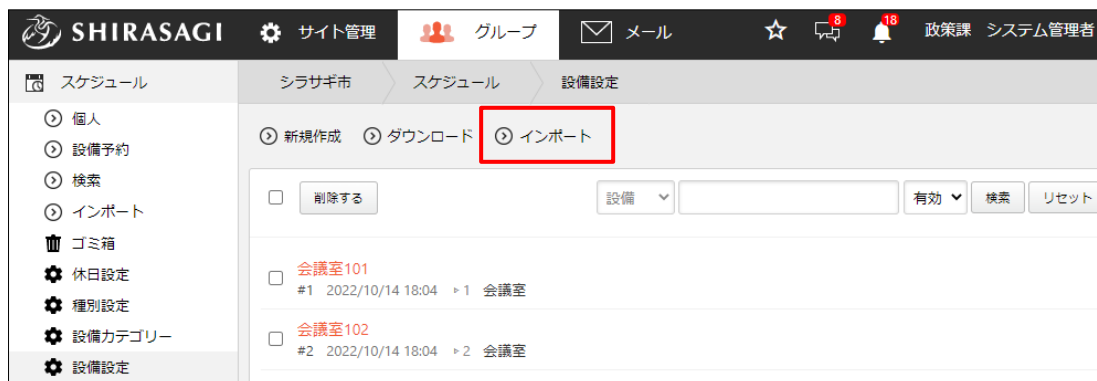 SHIRASAGI サイト管理 グループ メール 8 18 政策課 システム管理者
スケジュール シラサギ市 スケジュール 設備設定
個人
設備予約
検索
インポート
ゴミ箱
休日設定
種別設定
設備カテゴリー
設備設定
新規作成 ダウンロード インポート
削除する 設備 有効 検索 リセット
会議室101
#1 2022/10/14 18:04 1 会議室
会議室102
#2 2022/10/14 18:04 2 会議室